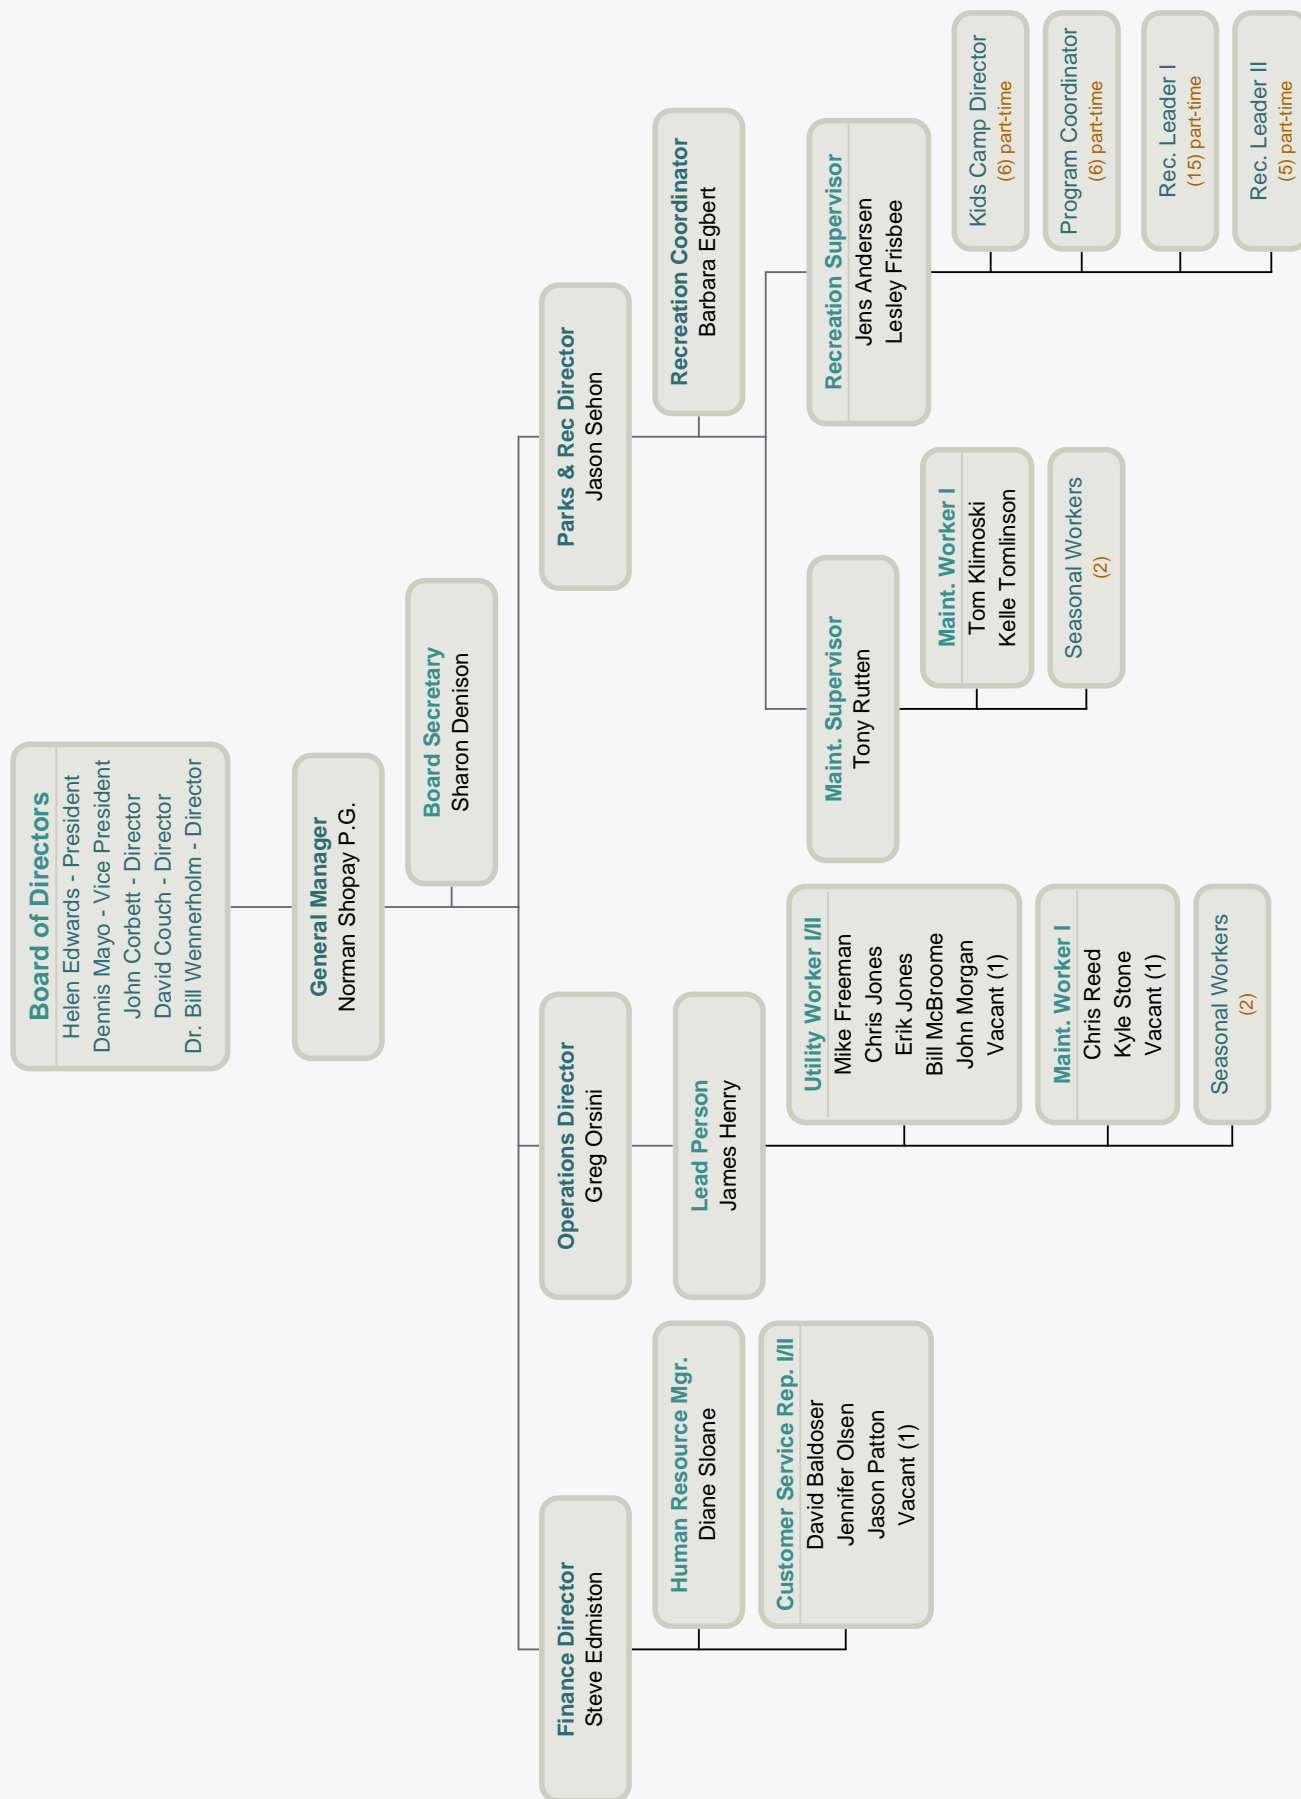 Board of Directors
Helen Edwards - President
Dennis Mayo - Vice President
John Corbett - Director
David Couch - Director
Dr. Bill Wennerholm - Director
General Manager
Norman Shopay P.G.
Board Secretary
Sharon Denison
Finance Director
Steve Edmiston
Human Resource Mgr.
Diane Sloane
Customer Service Rep. I/II
David Baldoser
Jennifer Olsen
Jason Patton
Vacant (1)
Operations Director
Greg Orsini
Lead Person
James Henry
Utility Worker I/II
Mike Freeman
Chris Jones
Erik Jones
Bill McBroome
John Morgan
Vacant (1)
Maint. Worker I
Chris Reed
Kyle Stone
Vacant (1)
Seasonal Workers
(2)
Parks & Rec Director
Jason Sehon
Recreation Coordinator
Barbara Egbert
Maint. Supervisor
Tony Rutten
Maint. Worker I
Tom Klimoski
Kelle Tomlinson
Seasonal Workers
(2)
Recreation Supervisor
Jens Andersen
Lesley Frisbee
Kids Camp Director
(6) part-time
Program Coordinator
(6) part-time
Rec. Leader I
(15) part-time
Rec. Leader II
(5) part-time